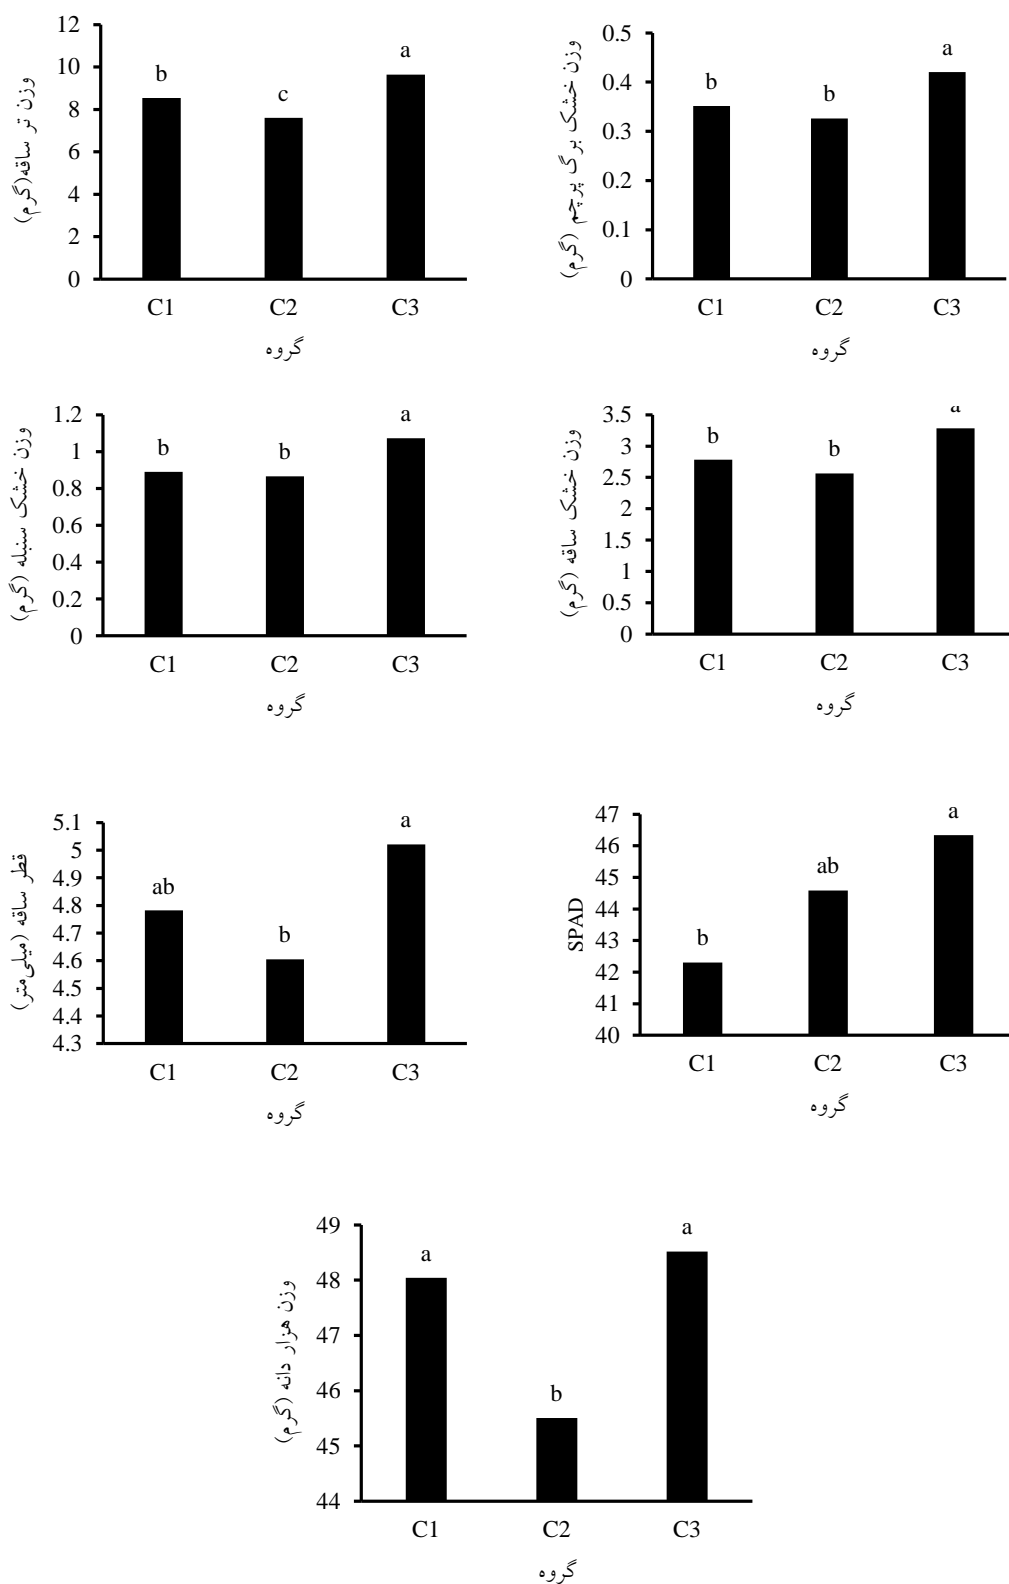 وزن تر ساقه(گرم)
12
10
8
6
4
2
0
b
c
a
C1 C2 C3
گروه
وزن خشک برگ پرچم (گرم)
0.5
0.4
0.3
0.2
0.1
0
b
b
a
C1 C2 C3
گروه
وزن خشک سنبله (گرم)
1.2
1
0.8
0.6
0.4
0.2
0
b
b
a
C1 C2 C3
گروه
وزن خشک ساقه (گرم)
3.5
3
2.5
2
1.5
1
0.5
0
b
b
a
C1 C2 C3
گروه
قطر ساقه (میلی‌متر)
5.1
5
4.9
4.8
4.7
4.6
4.5
4.4
4.3
ab
b
a
C1 C2 C3
گروه
SPAD
47
46
45
44
43
42
41
40
b
ab
a
C1 C2 C3
گروه
وزن هزار دانه (گرم)
49
48
47
46
45
44
a
b
a
C1 C2 C3
گروه